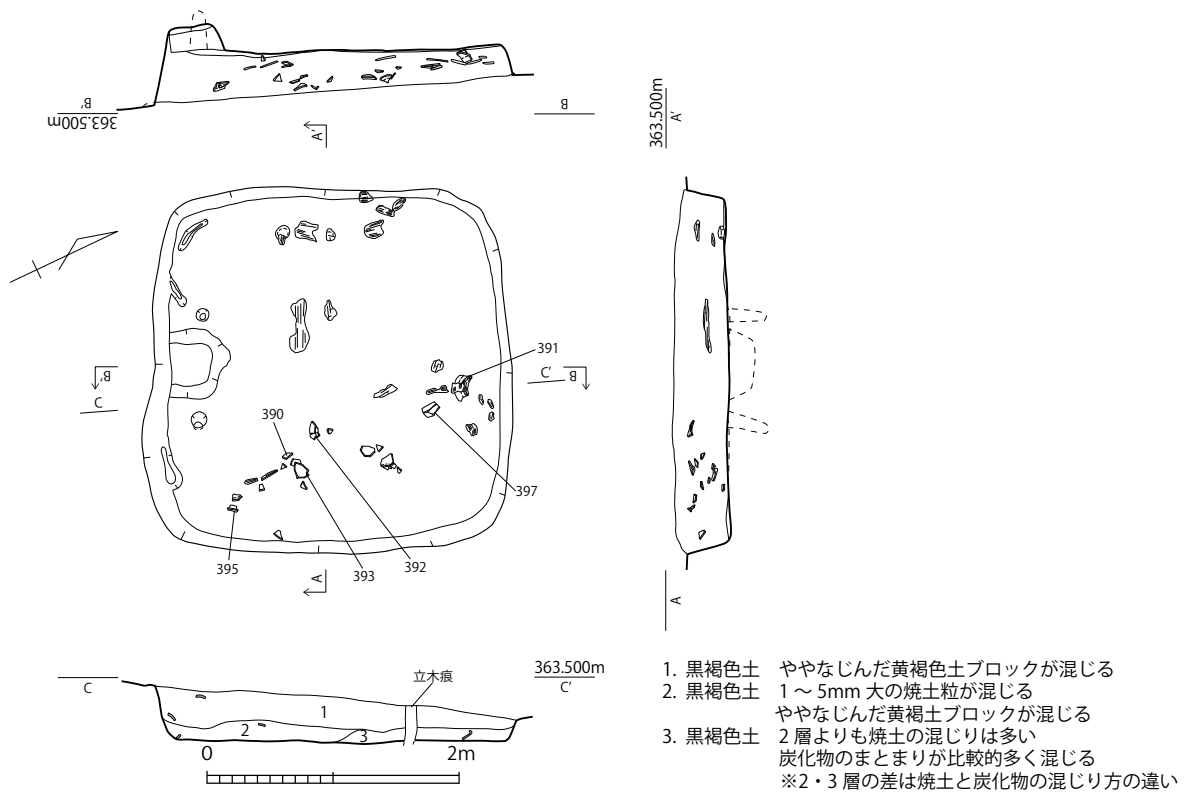 B' B
363.500m
A'
363.500m A'
391
B' C' B
C
390
397
395 393 392
A
A
363.500m
C 立木痕 C'
1
2 3
0 2m
1. 黒褐色土 ややなじんだ黄褐色土ブロックが混じる
2. 黒褐色土 1～5mm 大の焼土粒が混じる
ややなじんだ黄褐土ブロックが混じる
3. 黒褐色土 2 層よりも焼土の混じりは多い
炭化物のまとまりが比較的多く混じる
※2・3 層の差は焼土と炭化物の混じり方の違い